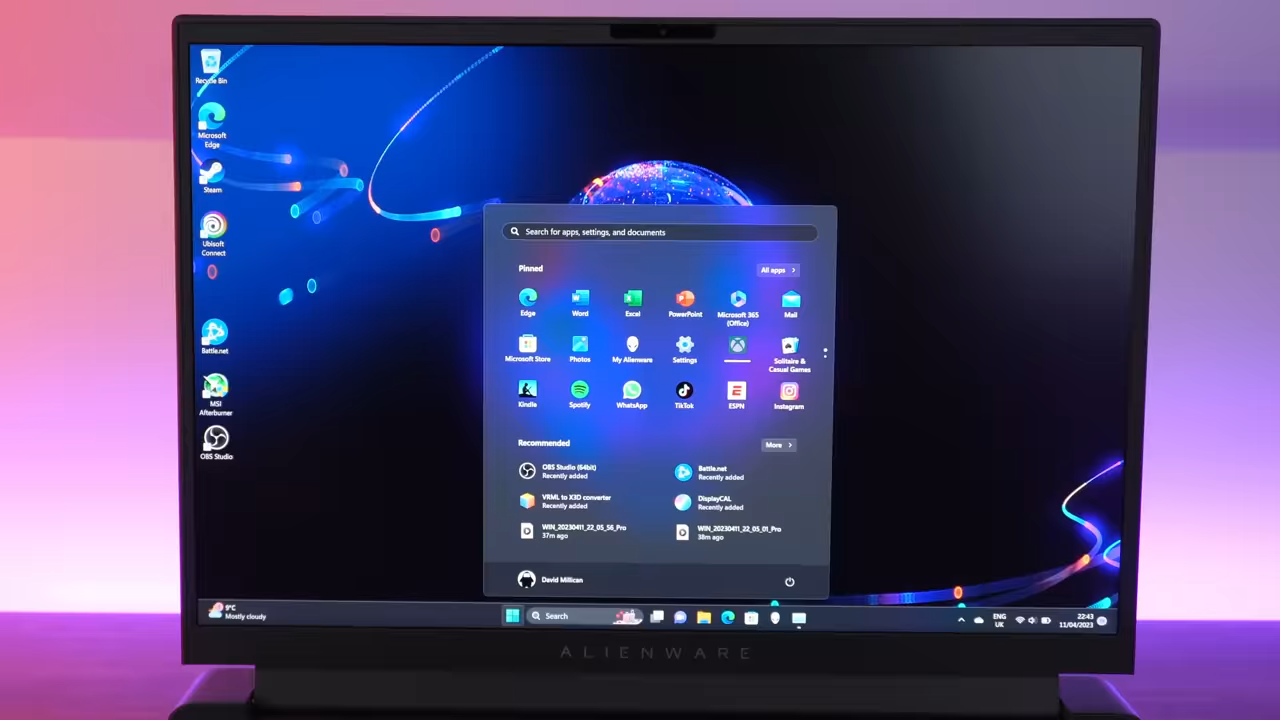 Recycle Bin
Microsoft
Edge
Steam
Ubisoft
Connect
Battle.net
MSI
Afterburner
OBS Studio
Search for apps, settings, and documents
Pinned
All apps >
Edge
Word
Excel
PowerPoint
Microsoft 365
(Office)
Mail
Microsoft Store
Photos
My Alienware
Settings
Solitaire &
Casual Games
Kindle
Spotify
WhatsApp
TikTok
ESPN
Instagram
Recommended
More >
OBS Studio (64bit)
Recently added
Battle.net
Recently added
VRML to X3D converter
Recently added
DisplayCAL
Recently added
WIN_20230411_22_05_56_Pro
37m ago
WIN_20230411_22_05_01_Pro
38m ago
David Millican
9°C
Mostly cloudy
Search
ENG
UK
22:43
11/04/2023
ALIENWARE